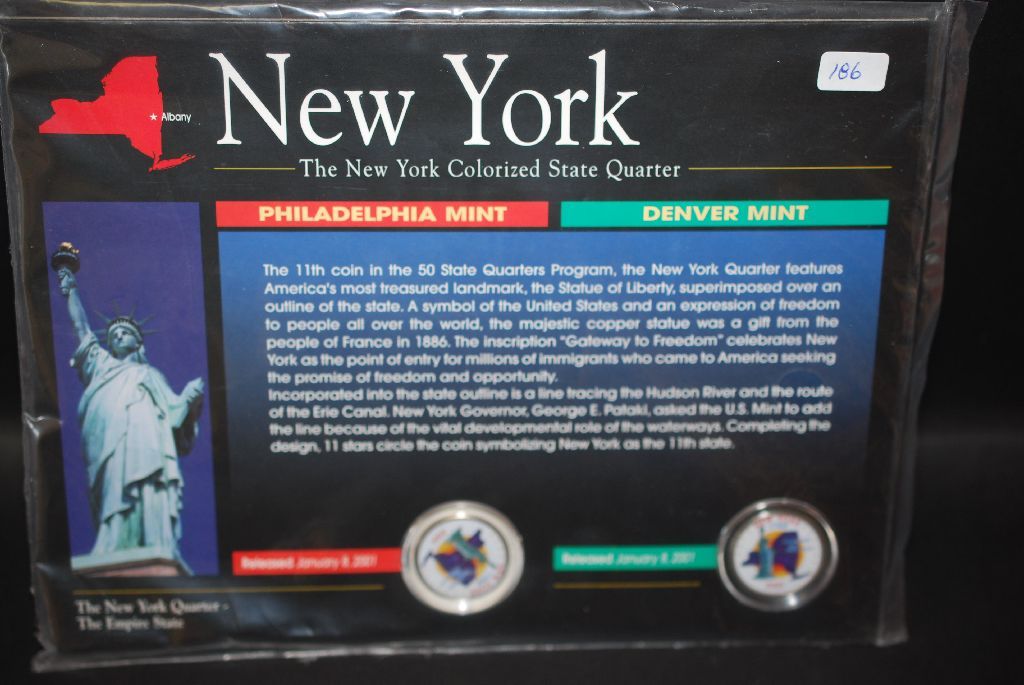 New York
186
Albany
The New York Colorized State Quarter
PHILADELPHIA MINT
DENVER MINT
The 11th coin in the 50 State Quarters Program, the New York Quarter features
America's most treasured landmark, the Statue of Liberty, superimposed over an
outline of the state. A symbol of the United States and an expression of freedom
to people all over the world, the majestic copper statue was a gift from the
people of France in 1886. The inscription "Gateway to Freedom" celebrates New
York as the point of entry for millions of immigrants who came to America seeking
the promise of freedom and opportunity.
Incorporated into the state outline is a line tracing the Hudson River and the route
of the Erie Canal. New York Governor, George E. Pataki, asked the U.S. Mint to add
the line because of the vital developmental role of the waterways. Completing the
design, 11 stars circle the coin symbolizing New York as the 11th state.
Released January 8, 2001
Released January 8, 2001
The New York Quarter -
The Empire State